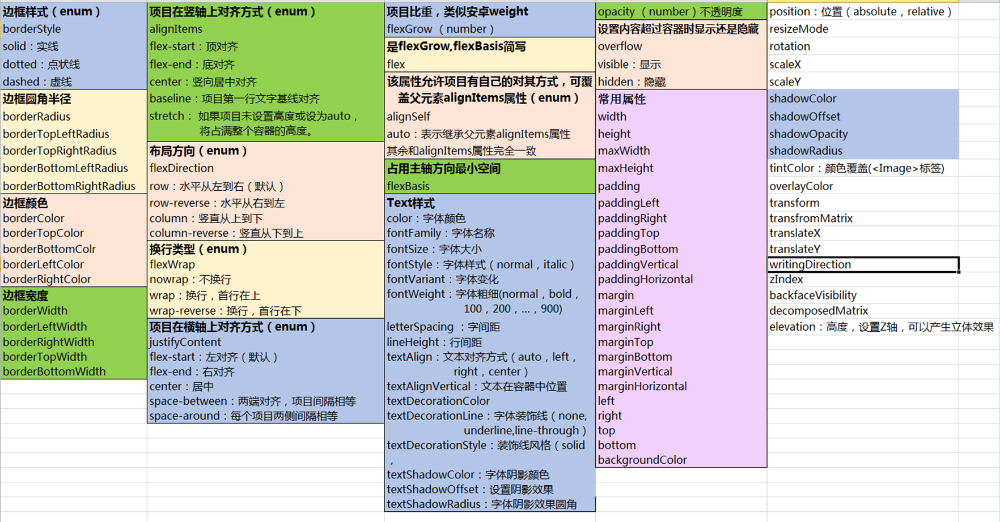 边框样式（enum）
borderStyle
solid：实线
dotted：点状线
dashed：虚线
边框圆角半径
borderRadius
borderTopLeftRadius
borderTopRightRadius
borderBottomLeftRadius
borderBottomRightRadius
边框颜色
borderColor
borderTopColor
borderBottomColr
borderLeftColor
borderRightColor
边框宽度
borderWidth
borderLeftWidth
borderRightWidth
borderTopWidth
borderBottomWidth
项目在竖轴上对齐方式（enum）
alignItems
flex-start：顶对齐
flex-end：底对齐
center：竖向居中对齐
baseline：项目第一行文字基线对齐
stretch： 如果项目未设置高度或设为auto，
将占满整个容器的高度。
布局方向（enum）
flexDirection
row：水平从左到右（默认）
row-reverse：水平从右到左
column：竖直从上到下
column-reverse：竖直从下到上
换行类型（enum）
flexWrap
nowrap：不换行
wrap：换行，首行在上
wrap-reverse：换行，首行在下
项目在横轴上对齐方式（enum）
justifyContent
flex-start：左对齐（默认）
flex-end：右对齐
center：居中
space-between：两端对齐，项目间隔相等
space-around：每个项目两侧间隔相等
项目比重，类似安卓weight
flexGrow （number）
是flexGrow,flexBasis简写
flex
该属性允许项目有自己的对其方式，可覆
盖父元素alignItems属性（enum）
alignSelf
auto：表示继承父元素alignItems属性
其余和alignItems属性完全一致
占用主轴方向最小空间
flexBasis
Text样式
color：字体颜色
fontFamily：字体名称
fontSize：字体大小
fontStyle：字体样式（normal，italic）
fontVariant：字体变化
fontWeight：字体粗细(normal，bold，
100，200，...，900)
letterSpacing ：字间距
lineHeight：行间距
textAlign：文本对齐方式（auto，left，
right，center）
textAlignVertical：文本在容器中位置
textDecorationColor
textDecorationLine：字体装饰线（none,
underline,line-through）
textDecorationStyle：装饰线风格（solid
，
textShadowColor：字体阴影颜色
textShadowOffset：设置阴影效果
textShadowRadius：字体阴影效果圆角
opacity （number）不透明度
设置内容超过容器时显示还是隐藏
overflow
visible：显示
hidden：隐藏
常用属性
width
height
maxWidth
maxHeight
padding
paddingLeft
paddingRight
paddingTop
paddingBottom
paddingVertical
paddingHorizontal
margin
marginLeft
marginRight
marginTop
marginBottom
marginVertical
marginHorizontal
left
right
top
bottom
backgroundColor
position：位置（absolute，relative）
resizeMode
rotation
scaleX
scaleY
shadowColor
shadowOffset
shadowOpacity
shadowRadius
tintColor：颜色覆盖(<Image>标签)
overlayColor
transform
transfromMatrix
translateX
translateY
writingDirection
zIndex
backfaceVisibility
decomposedMatrix
elevation：高度，设置Z轴，可以产生立体效果